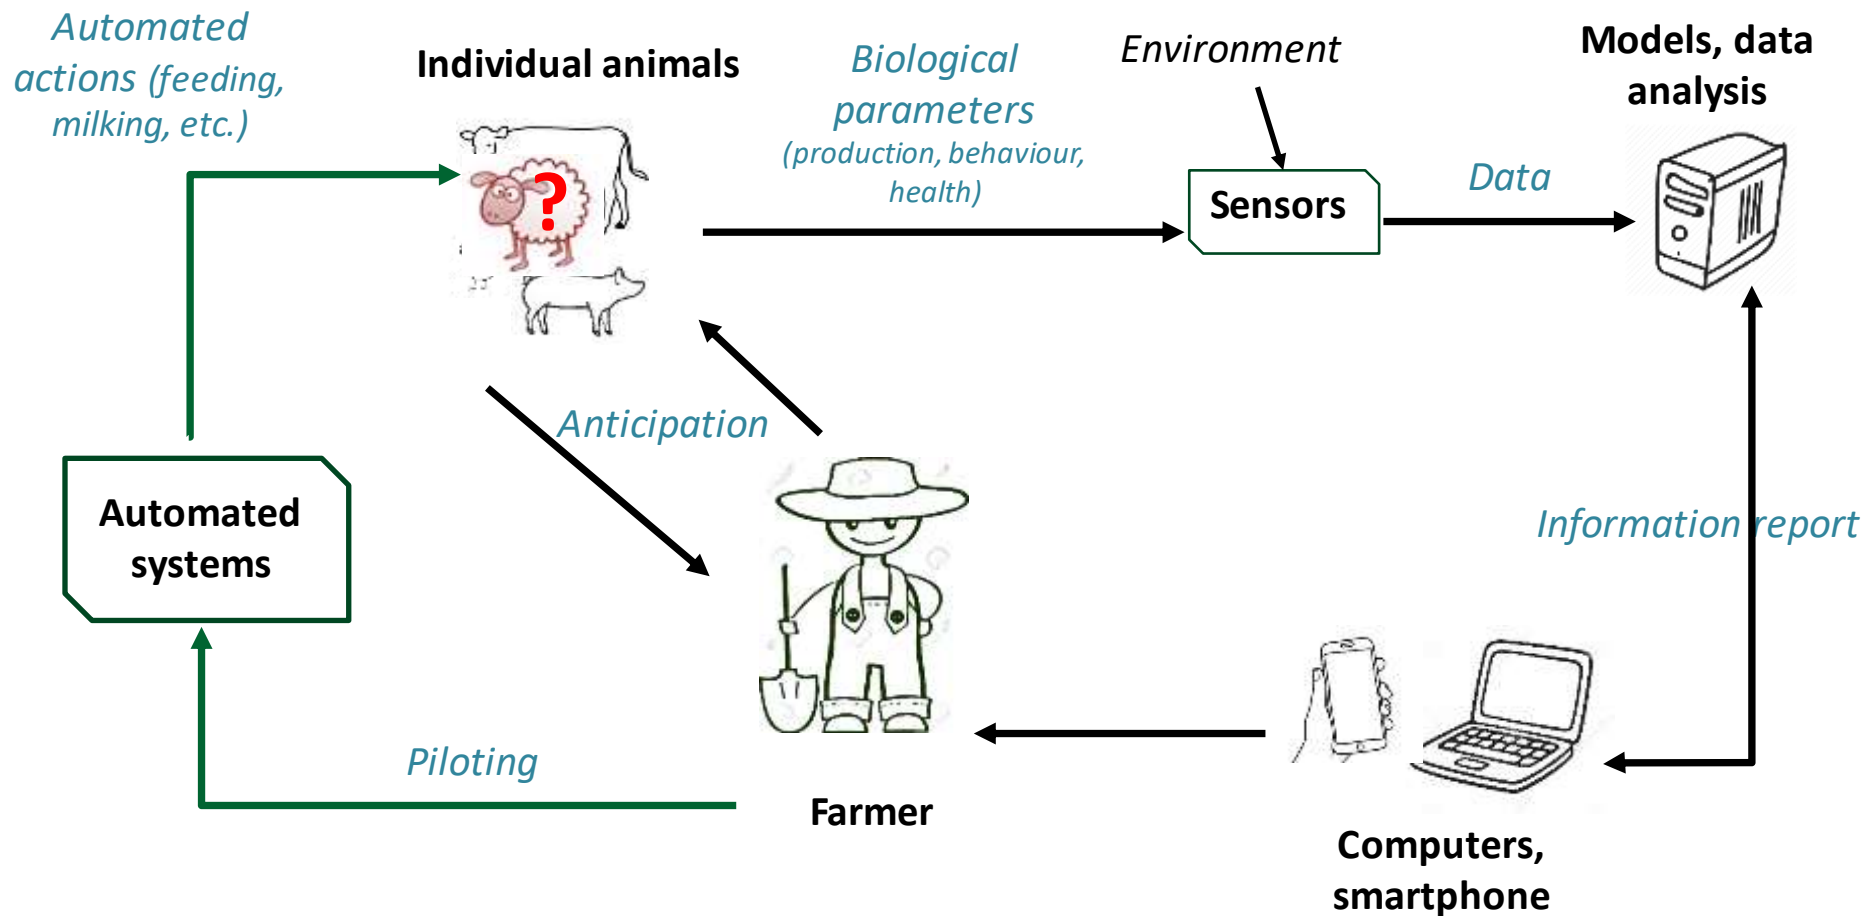 Automated
actions (feeding,
milking, etc.)
Individual animals
?
Biological
parameters
(production, behaviour,
health)
Environment
Sensors
Data
Models, data
analysis
Anticipation
Automated
systems
Information report
Piloting
Farmer
Computers,
smartphone